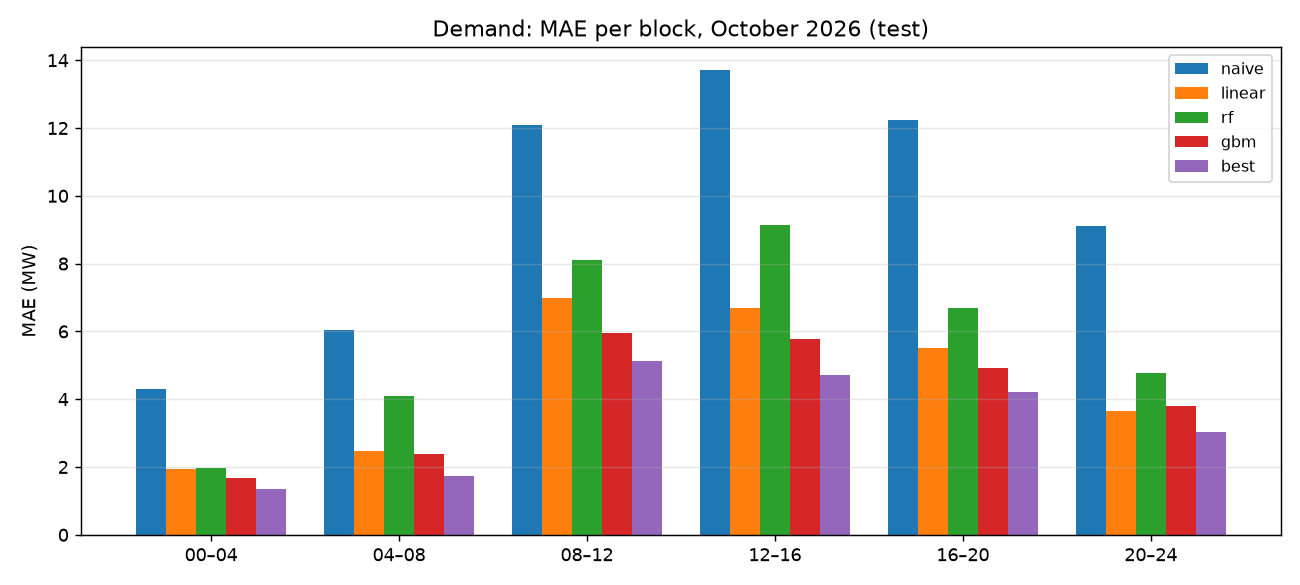 Demand: MAE per block, October 2026 (test)
MAE (MW)
14
12
10
8
6
4
2
0
naive
linear
rf
gbm
best
00–04
04–08
08–12
12–16
16–20
20–24